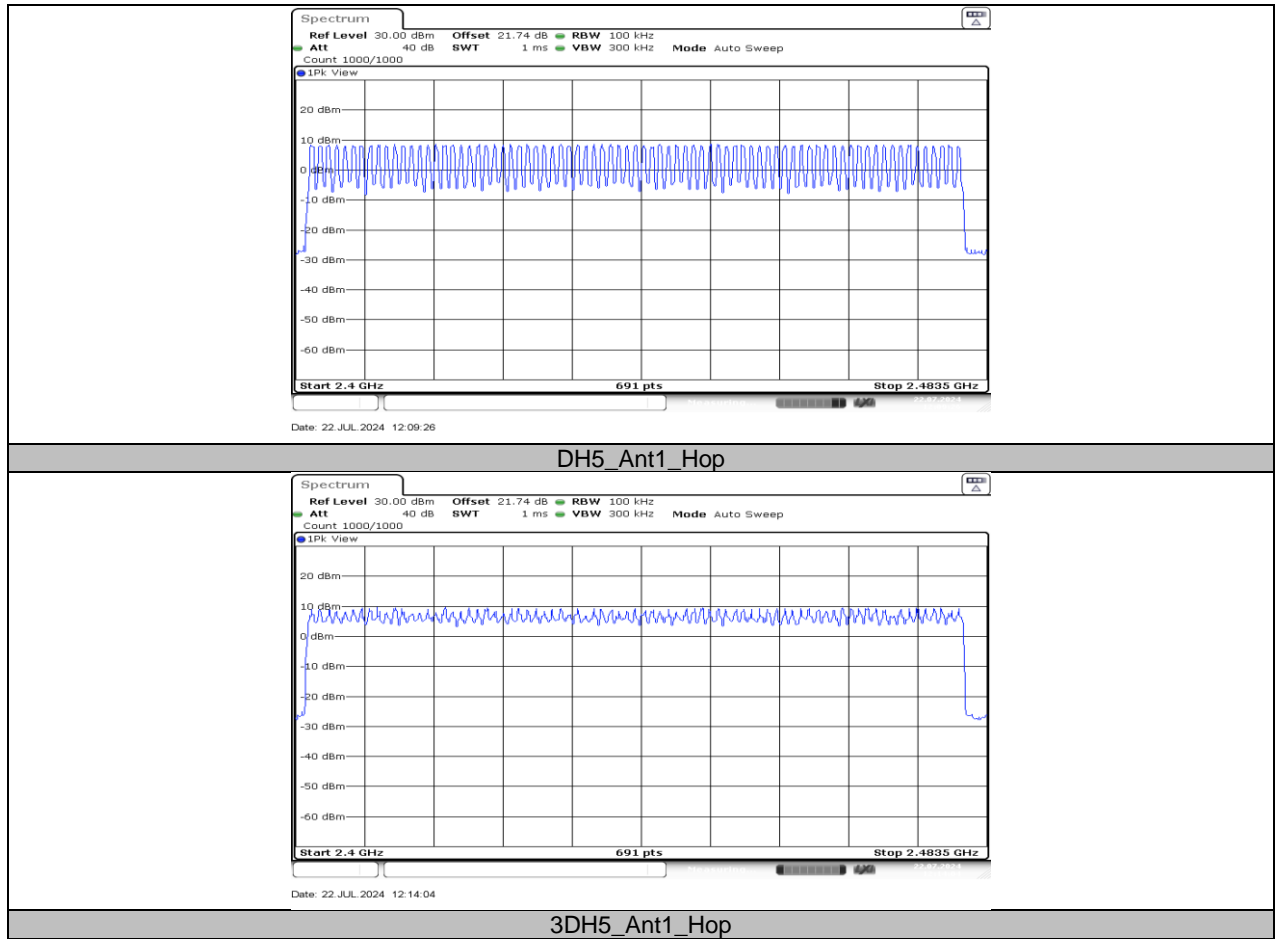 Spectrum
Ref Level 30.00 dBm Offset 21.74 dB RBW 100 kHz
Att 40 dB SWT 1 ms VBW 300 kHz Mode Auto Sweep
Count 1000/1000
1Pk View
20 dBm
10 dBm
0 dBm
-10 dBm
-20 dBm
-30 dBm
-40 dBm
-50 dBm
-60 dBm
Start 2.4 GHz 691 pts Stop 2.4835 GHz
Date: 22.JUL.2024 12:09:26
DH5_Ant1_Hop
Spectrum
Ref Level 30.00 dBm Offset 21.74 dB RBW 100 kHz
Att 40 dB SWT 1 ms VBW 300 kHz Mode Auto Sweep
Count 1000/1000
1Pk View
20 dBm
10 dBm
0 dBm
-10 dBm
-20 dBm
-30 dBm
-40 dBm
-50 dBm
-60 dBm
Start 2.4 GHz 691 pts Stop 2.4835 GHz
Date: 22.JUL.2024 12:14:04
3DH5_Ant1_Hop